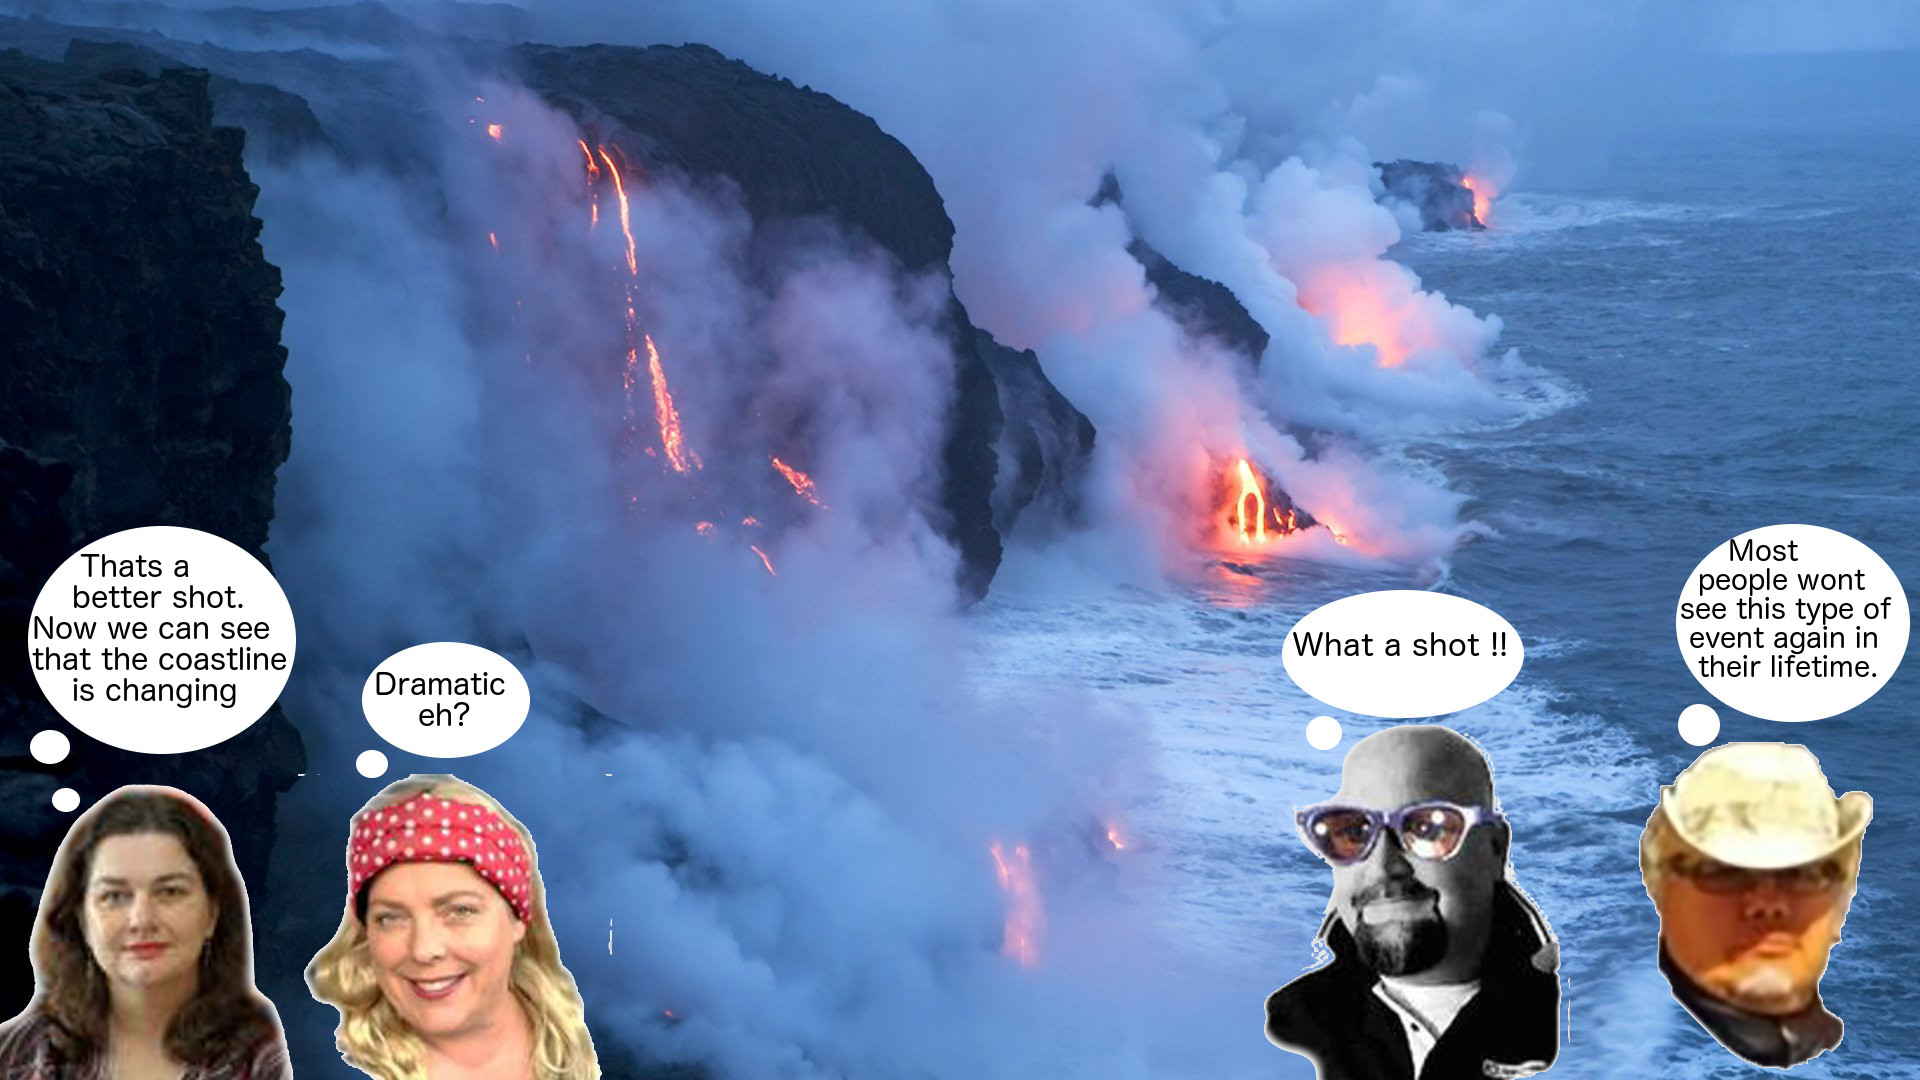 Thats a
better shot.
Now we can see
that the coastline
is changing
Dramatic
eh?
What a shot !!
Most
people wont
see this type of
event again in
their lifetime.